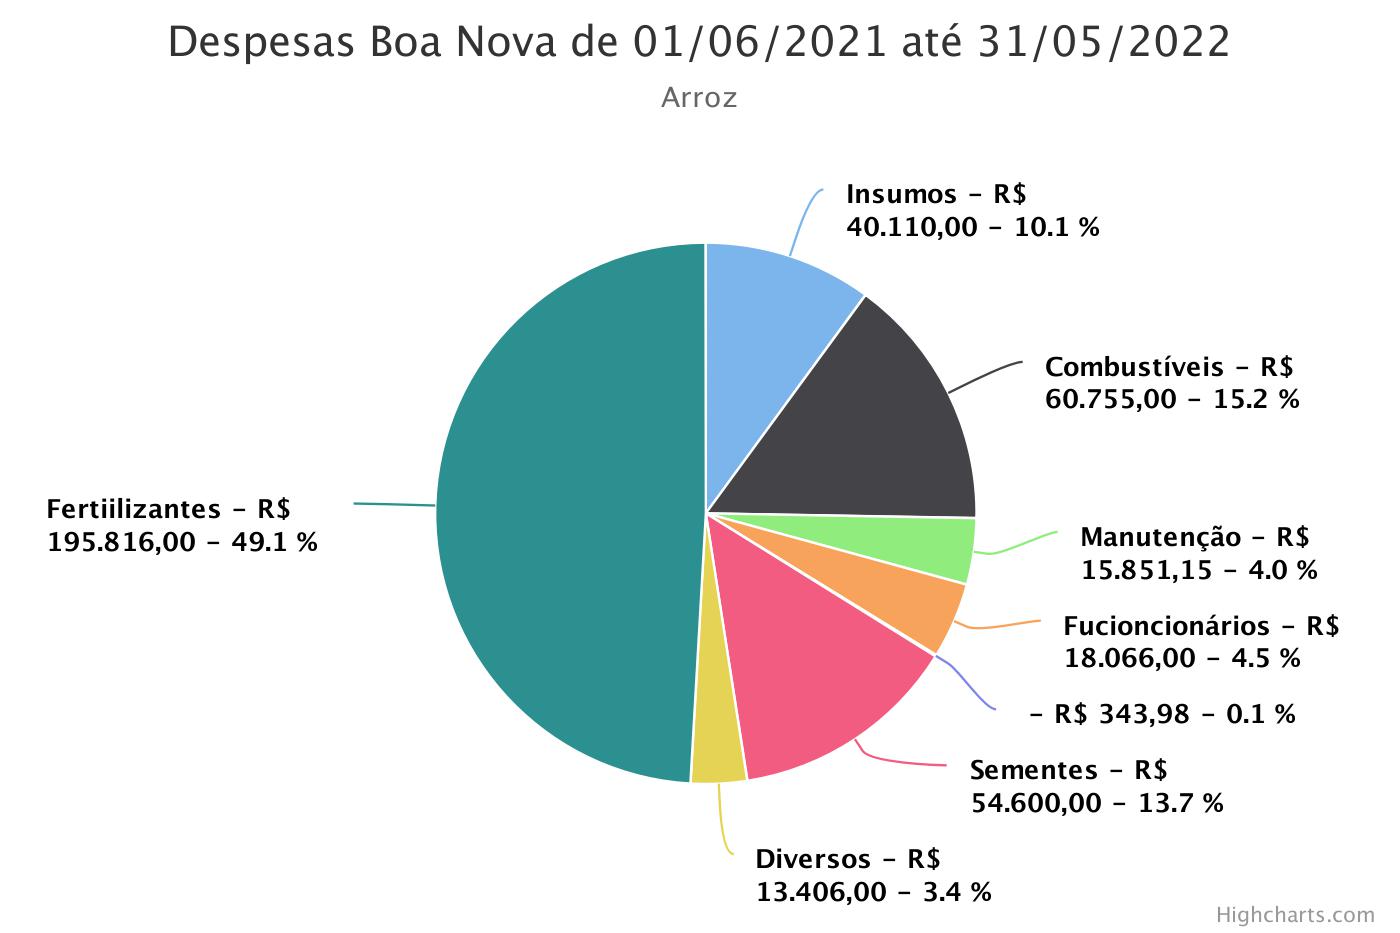 Despesas Boa Nova de 01/06/2021 até 31/05/2022
Arroz
Insumos – R$
40.110,00 – 10.1 %
Combustíveis – R$
60.755,00 – 15.2 %
Manutenção – R$
15.851,15 – 4.0 %
Fucioncionários – R$
18.066,00 – 4.5 %
– R$ 343,98 – 0.1 %
Sementes – R$
54.600,00 – 13.7 %
Diversos – R$
13.406,00 – 3.4 %
Fertiilizantes – R$
195.816,00 – 49.1 %
Highcharts.com